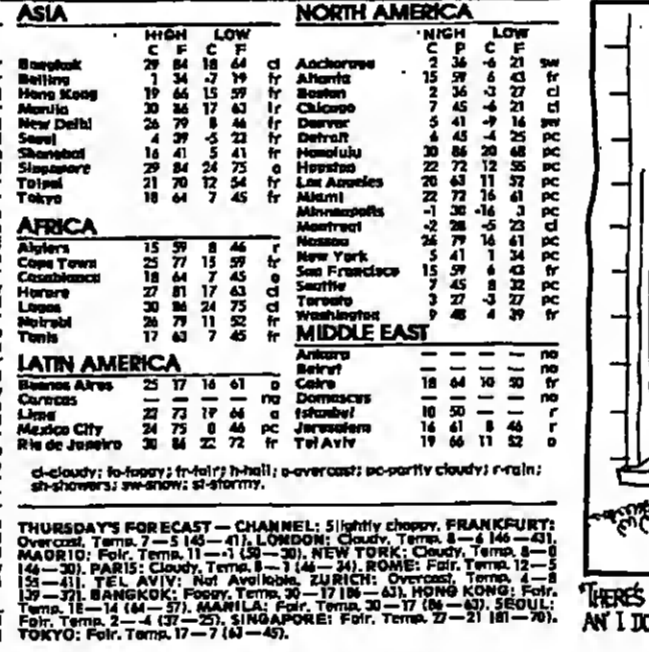 ASIA
HIGH LOW
C F C F
Bangkok 29 84 18 64 cl
Beijing 1 34 -7 19 fr
Hong Kong 19 66 15 59 fr
Manila 30 86 17 63 fr
New Delhi 26 79 8 46 fr
Seoul 4 39 -5 23 fr
Shanghai 16 41 5 41 fr
Singapore 29 84 24 75 o
Taipei 21 70 12 54 fr
Tokyo 18 64 7 45 fr
AFRICA
Algiers 15 59 8 46 r
Cape Town 25 77 15 59 fr
Casablanca 18 64 7 45 o
Harare 27 81 17 63 cl
Lagos 30 86 24 75 cl
Nairobi 26 79 11 52 fr
Tunis 17 63 7 45 fr
LATIN AMERICA
Buenos Aires 25 77 16 61 o
Caracas — — — — na
Lima 22 73 19 66 o
Mexico City 24 75 8 46 pc
Rio de Janeiro 30 86 22 72 fr
NORTH AMERICA
HIGH LOW
C F C F
Anchorage 2 36 -6 21 sw
Atlanta 15 59 6 43 fr
Boston 2 36 -3 27 cl
Chicago 7 45 -6 21 cl
Denver 5 41 -9 16 sw
Detroit 6 45 -4 25 pc
Honolulu 30 86 20 68 pc
Houston 22 72 12 55 pc
Los Angeles 20 63 11 52 pc
Miami 22 72 16 61 pc
Minneapolis -1 30 -16 3 pc
Montreal -2 28 -5 23 cl
Nassau 26 79 16 61 pc
New York 5 41 1 34 pc
San Francisco 15 59 6 43 fr
Seattle 7 45 8 32 pc
Toronto 3 27 -3 27 pc
Washington 9 48 4 39 fr
MIDDLE EAST
Ankara — — — — na
Beirut — — — — na
Cairo 18 64 10 50 fr
Damascus — — — — na
Istanbul 10 50 — — r
Jerusalem 16 61 8 46 r
Tel Aviv 19 66 11 52 o
cl-cloudy; fo-foggy; fr-fair; h-hail; o-overcast; pc-partly cloudy; r-rain;
sh-showers; sw-snow; st-stormy.
THURSDAY'S FORECAST — CHANNEL: Slightly choppy. FRANKFURT:
Overcast. Temp. 7—5 (45—41). LONDON: Cloudy. Temp. 8—6 (46—43).
MADRID: Fair. Temp. 11—-1 (50—30). NEW YORK: Cloudy. Temp. 8—0
(46—30). PARIS: Cloudy. Temp. 8—1 (46—34). ROME: Fair. Temp. 12—5
(55—41). TEL AVIV: Not Available. ZURICH: Overcast. Temp. 4—8
(39—37). BANGKOK: Foggy. Temp. 30—17 (86—63). HONG KONG: Fair.
Temp. 18—14 (64—57). MANILA: Fair. Temp. 30—17 (86—63). SEOUL:
Fair. Temp. 2—-4 (37—25). SINGAPORE: Fair. Temp. 27—21 (81—70).
TOKYO: Fair. Temp. 17—7 (63—45).
"THERE'S
AN' I DO